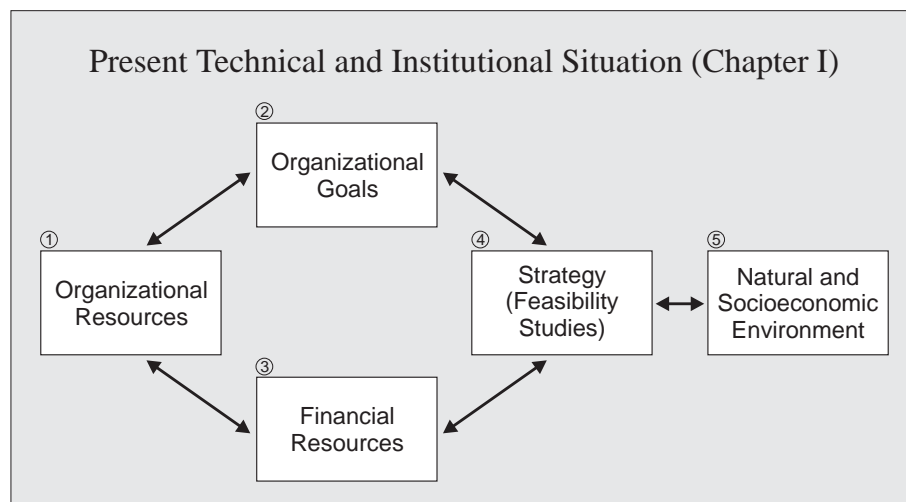 Present Technical and Institutional Situation (Chapter I)
②
Organizational
Goals
①
Organizational
Resources
④
Strategy
(Feasibility
Studies)
⑤
Natural and
Socioeconomic
Environment
③
Financial
Resources